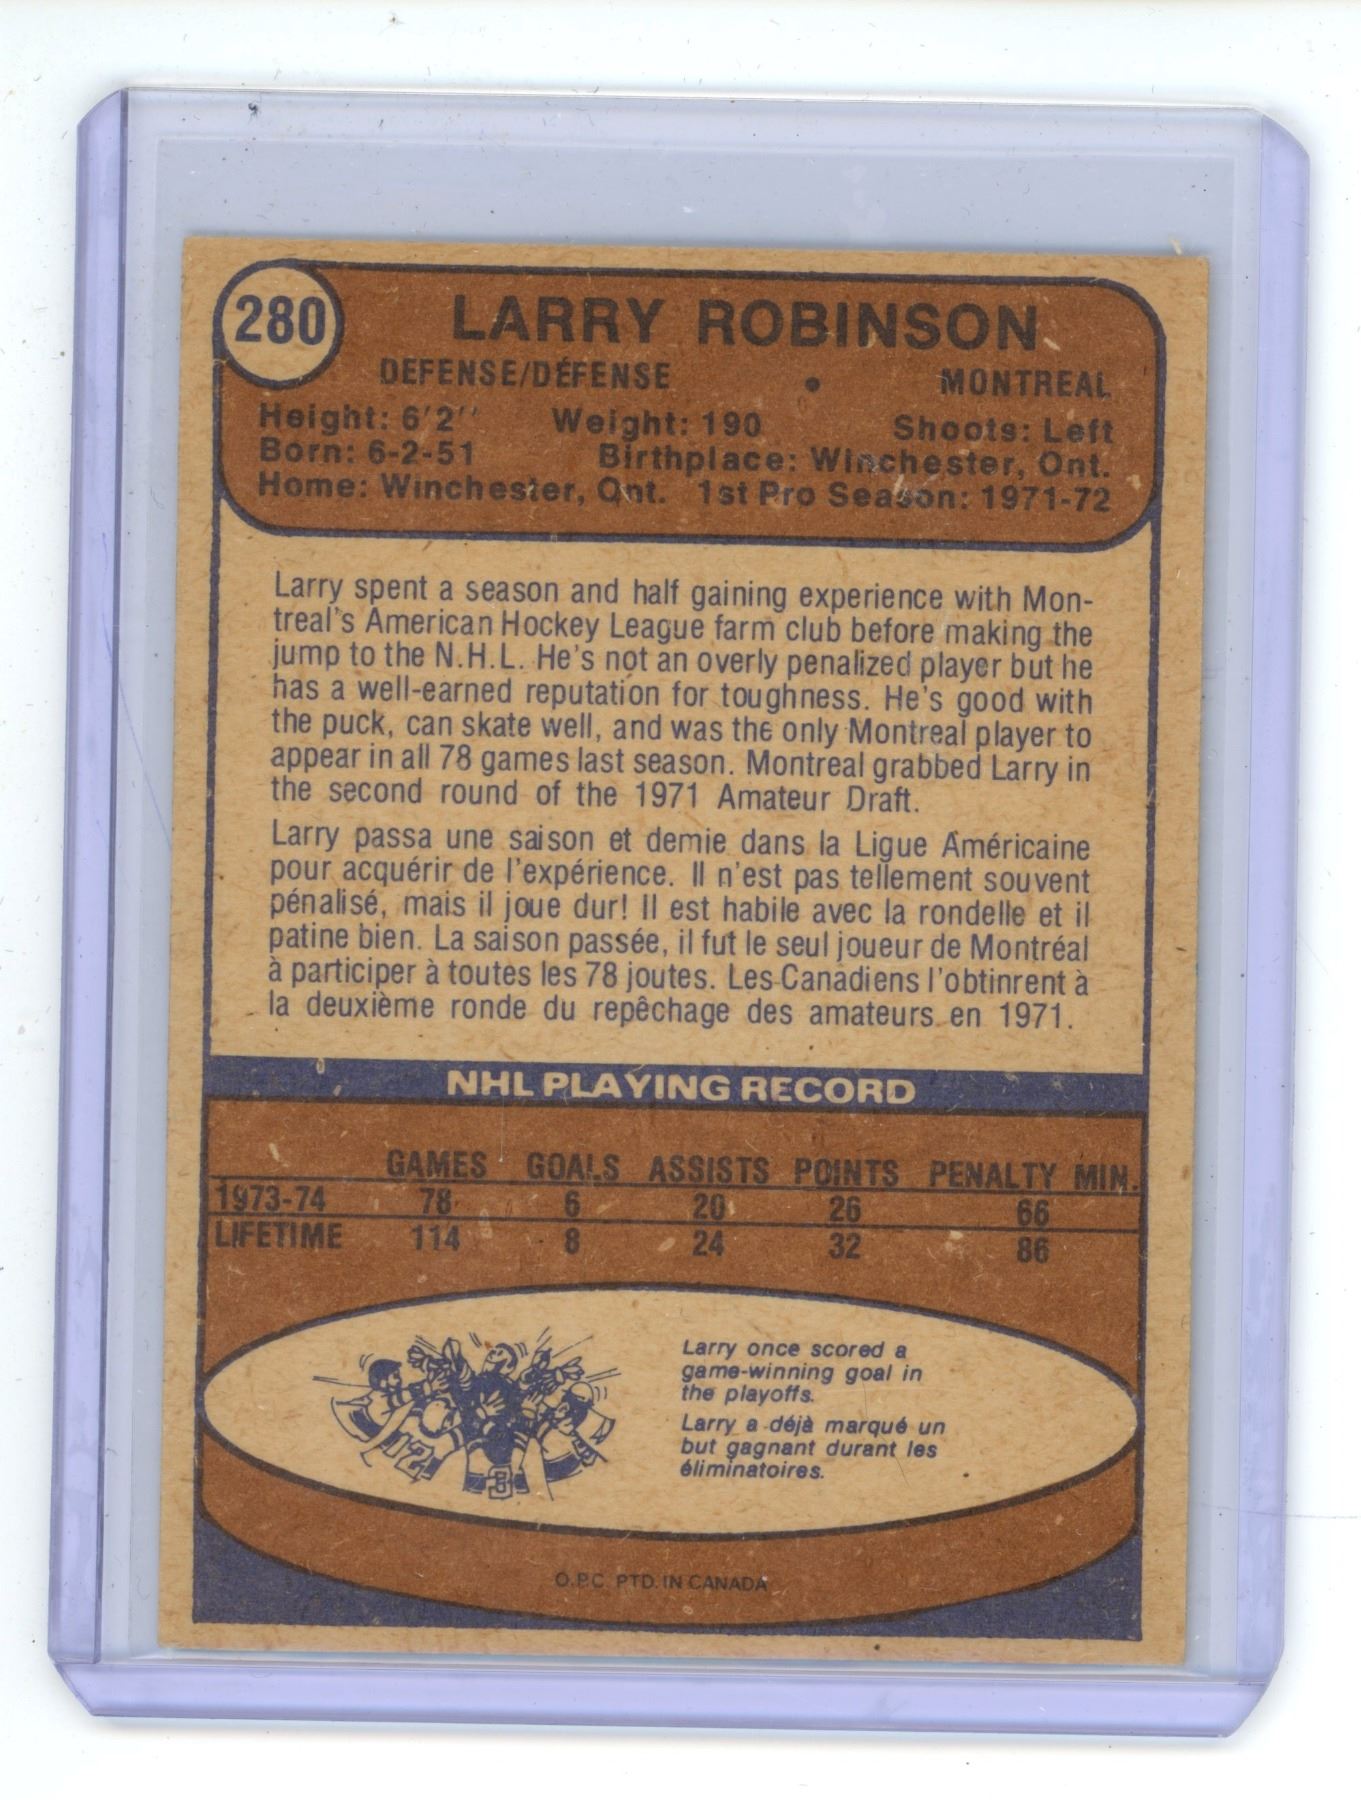 280
LARRY ROBINSON
DEFENSE/DÉFENSE • MONTREAL
Height: 6'2'' Weight: 190 Shoots: Left
Born: 6-2-51 Birthplace: Winchester, Ont.
Home: Winchester, Ont. 1st Pro Season: 1971-72
Larry spent a season and half gaining experience with Mon-
treal's American Hockey League farm club before making the
jump to the N.H.L. He's not an overly penalized player but he
has a well-earned reputation for toughness. He's good with
the puck, can skate well, and was the only Montreal player to
appear in all 78 games last season. Montreal grabbed Larry in
the second round of the 1971 Amateur Draft.
Larry passa une saison et demie dans la Ligue Américaine
pour acquérir de l'expérience. Il n'est pas tellement souvent
pénalisé, mais il joue dur! Il est habile avec la rondelle et il
patine bien. La saison passée, il fut le seul joueur de Montréal
à participer à toutes les 78 joutes. Les Canadiens l'obtinrent à
la deuxième ronde du repêchage des amateurs en 1971.
NHL PLAYING RECORD
GAMES GOALS ASSISTS POINTS PENALTY MIN.
1973-74 78 6 20 26 66
LIFETIME 114 8 24 32 86
Larry once scored a
game-winning goal in
the playoffs.
Larry a déjà marqué un
but gagnant durant les
éliminatoires.
12
3
O.P.C. PTD. IN CANADA